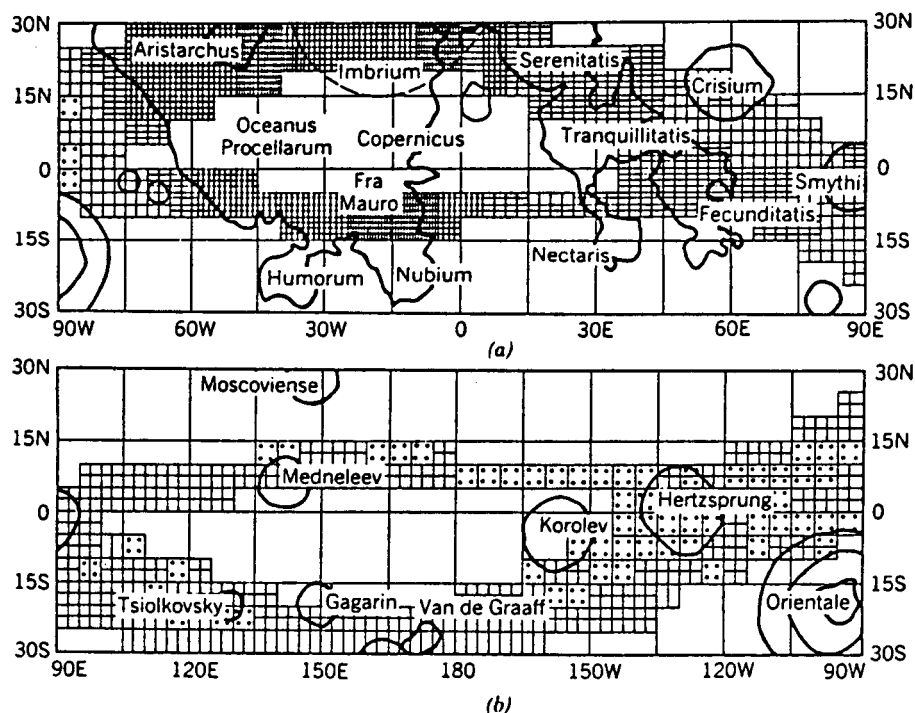 30N 30N
Aristarchus
Imbrium
Serenitatis
Crisium
15N 15N
Oceanus
Procellarum
Copernicus
Tranquillitatis
0 0
Fra
Mauro
Smythi
Fecunditatis
15S 15S
Humorum
Nubium
Nectaris
30S 30S
90W 60W 30W 0 30E 60E 90E
(a)
30N 30N
Moscoviense
15N 15N
Medneleev
Hertzsprung
0 0
Korolev
15S 15S
Tsiolkovsky
Gagarin
Van de Graaff
Orientale
30S 30S
90E 120E 150E 180 150W 120W 90W
(b)